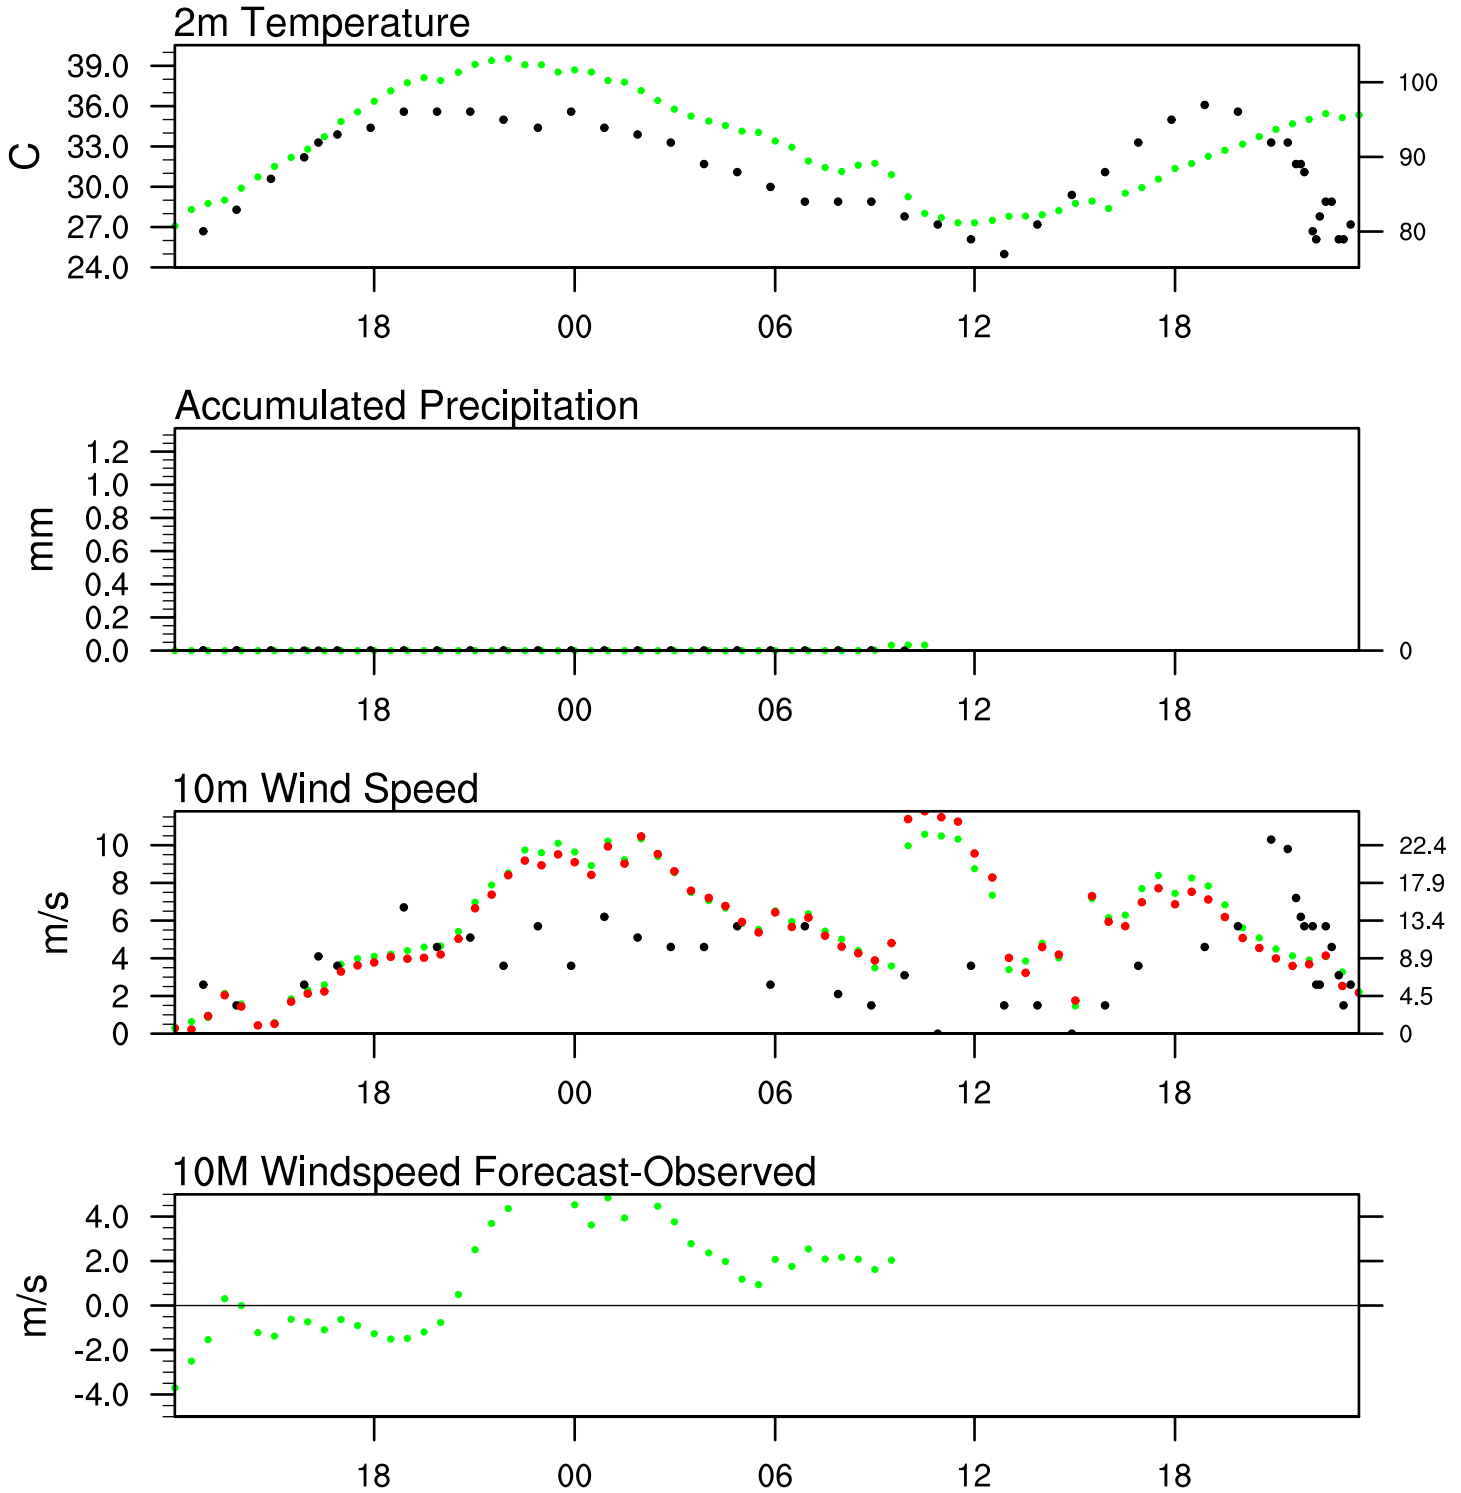 2m Temperature
39.0
36.0
33.0
30.0
27.0
24.0
C
100
90
80
18 00 06 12 18
Accumulated Precipitation
1.2
1.0
0.8
0.6
0.4
0.2
0.0
mm
0
18 00 06 12 18
10m Wind Speed
10
8
6
4
2
0
m/s
22.4
17.9
13.4
8.9
4.5
0
18 00 06 12 18
10M Windspeed Forecast-Observed
4.0
2.0
0.0
-2.0
-4.0
m/s
18 00 06 12 18